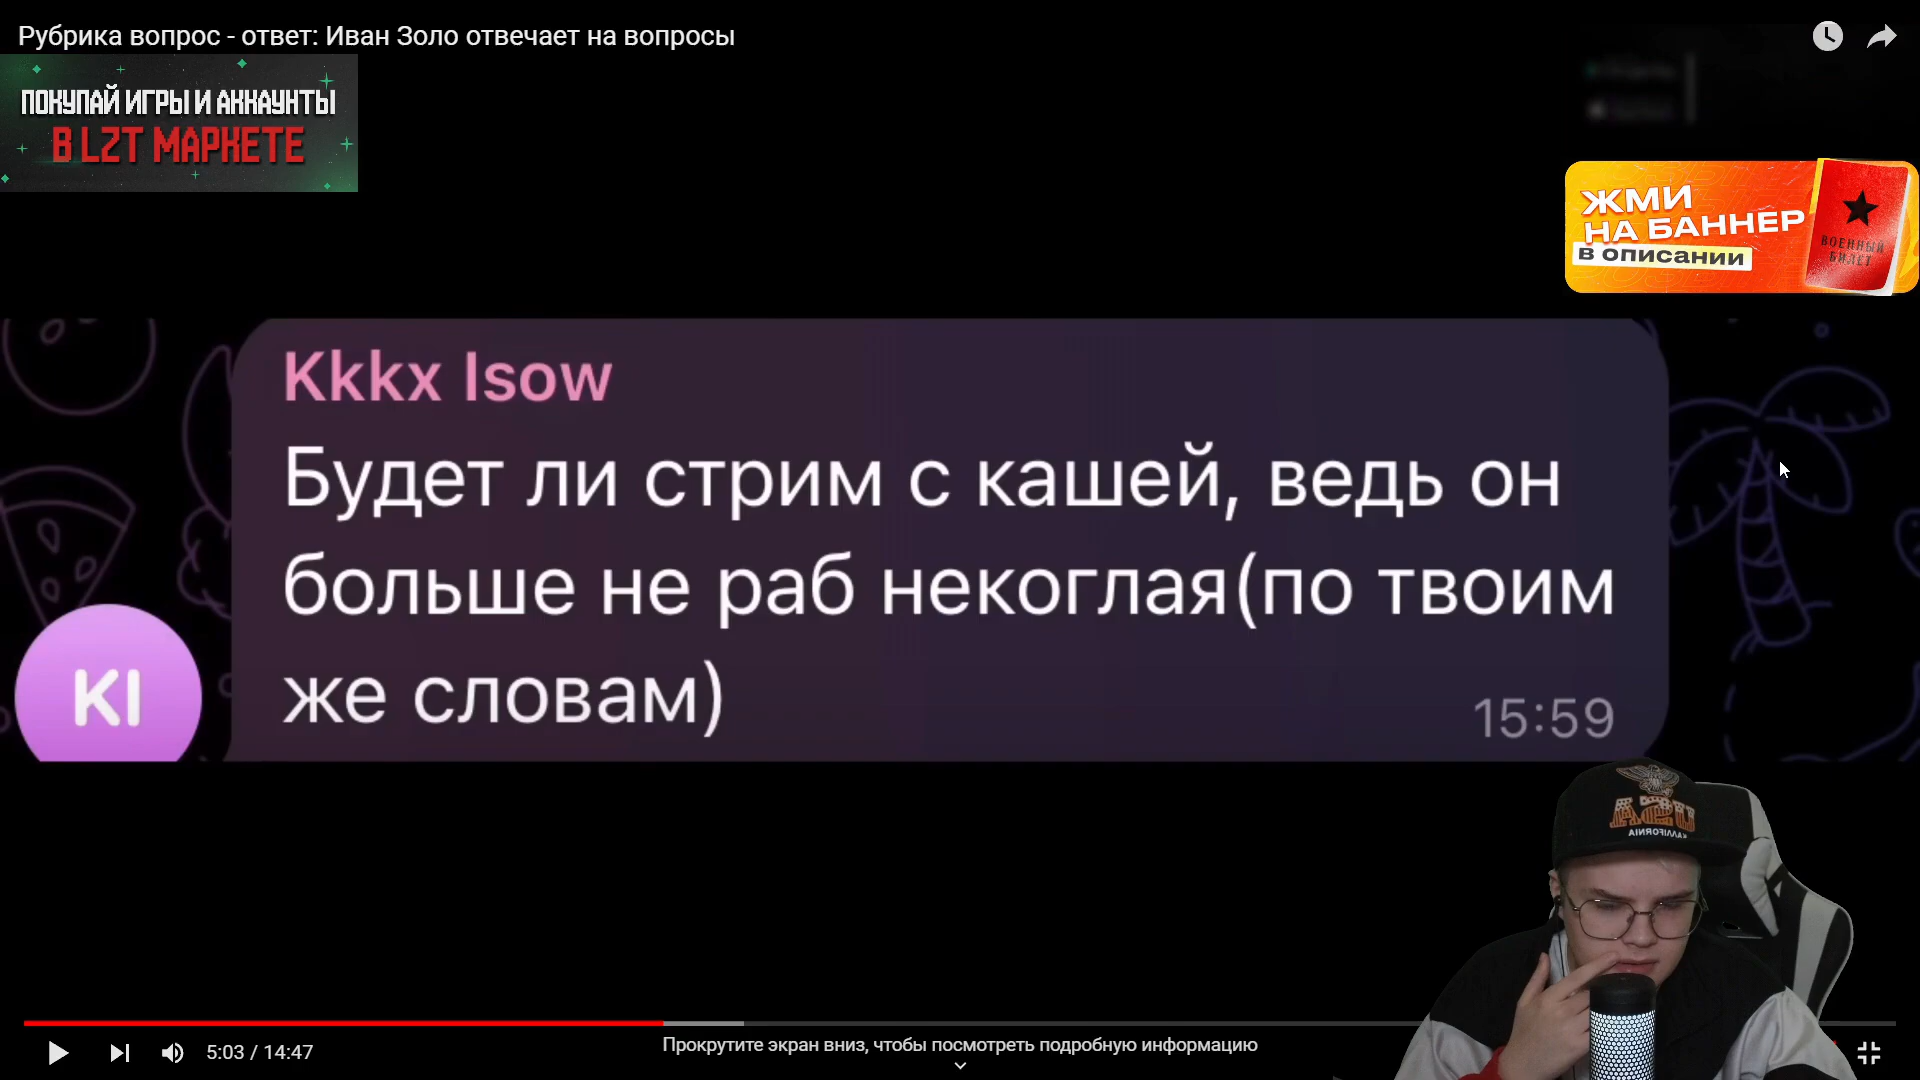 Рубрика вопрос - ответ: Иван Золо отвечает на вопросы
ПОКУПАЙ ИГРЫ И АККАУНТЫ
В LZT МАРКЕТЕ
ЖМИ
НА БАННЕР
В ОПИСАНИИ
ВОЕННЫЙ
БИЛЕТ
Kkkx Isow
Будет ли стрим с кашей, ведь он
больше не раб некоглая(по твоим
же словам)
15:59
KI
USA
CALIFORNIA
5:03 / 14:47
Прокрутите экран вниз, чтобы посмотреть подробную информацию